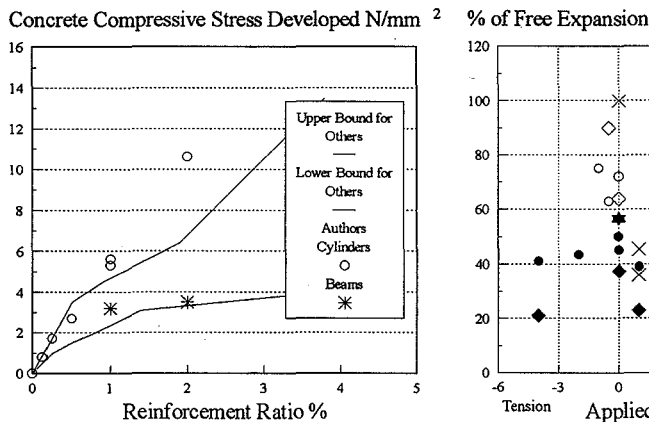 Concrete Compressive Stress Developed N/mm 2
16
14
12
10
8
6
4
2
0
0
1
2
3
4
5
Reinforcement Ratio %
Upper Bound for
Others
Lower Bound for
Others
Authors
Cylinders
Beams
% of Free Expansion
120
100
80
60
40
20
0
-6
-3
0
Tension
Applied